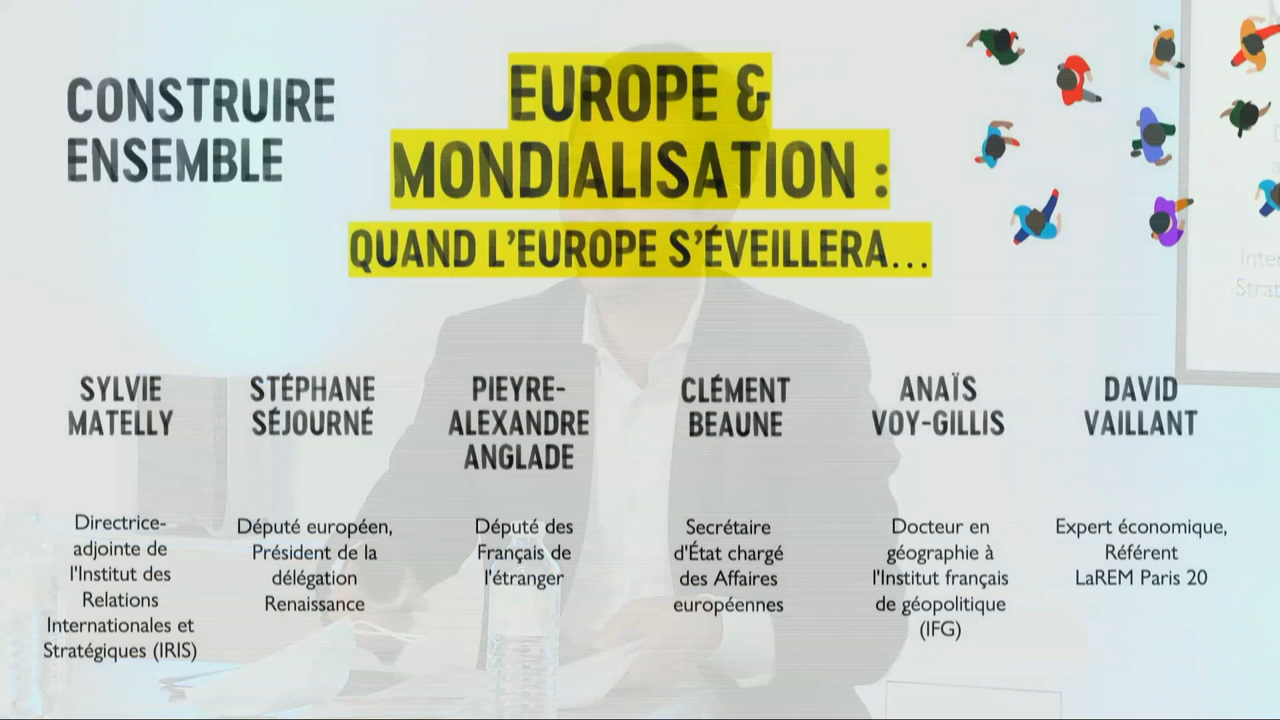 CONSTRUIRE
ENSEMBLE
EUROPE &
MONDIALISATION :
QUAND L'EUROPE S'ÉVEILLERA...
SYLVIE
MATELLY
Directrice-
adjointe de
l'Institut des
Relations
Internationales et
Stratégiques (IRIS)
STÉPHANE
SÉJOURNÉ
Député européen,
Président de la
délégation
Renaissance
PIEYRE-
ALEXANDRE
ANGLADE
Député des
Français de
l'étranger
CLÉMENT
BEAUNE
Secrétaire
d'État chargé
des Affaires
européennes
ANAÏS
VOY-GILLIS
Docteur en
géographie à
l'Institut français
de géopolitique
(IFG)
DAVID
VAILLANT
Expert économique,
Référent
LaREM Paris 20